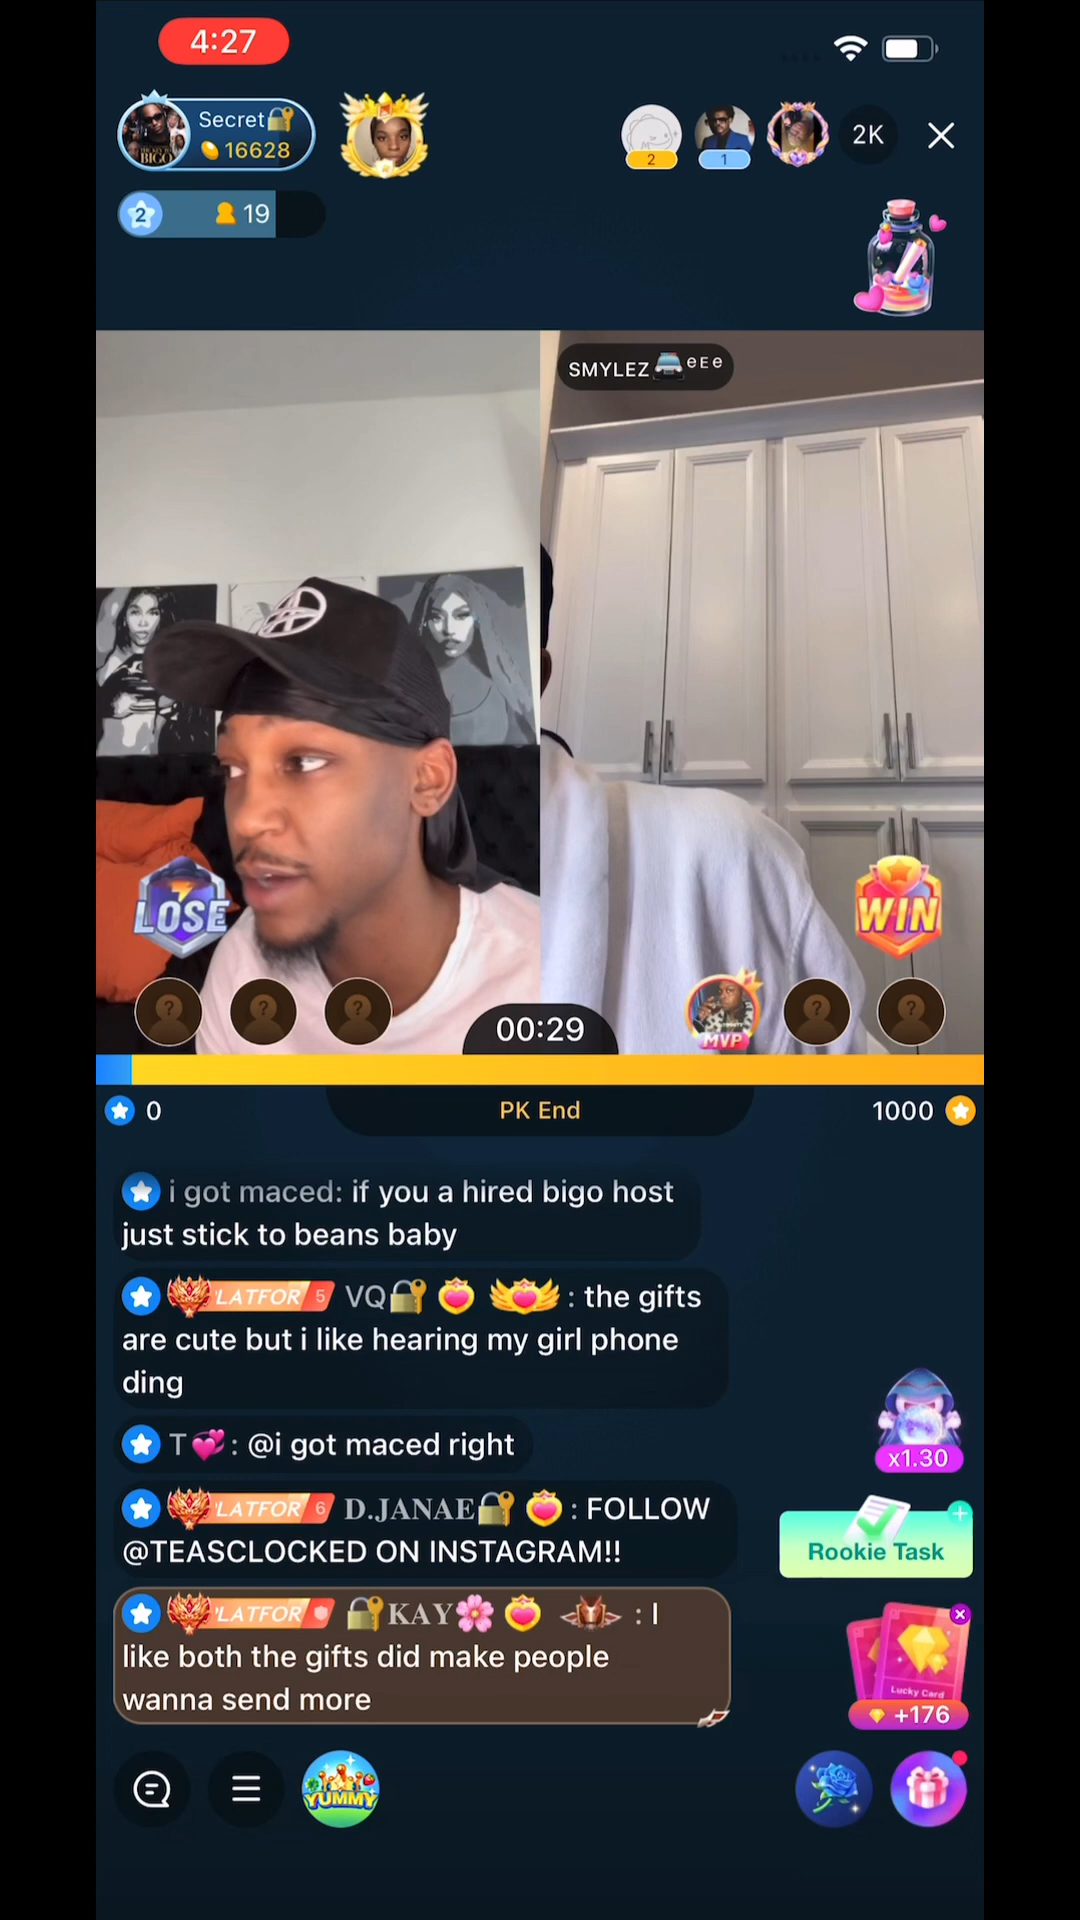 4:27
Secret🔐
16628
2
1
2K
2
19
BIGO
SMYLEZ🚔ᵉᴱᵉ
LOSE
WIN
MVP
00:29
0
PK End
1000
i got maced: if you a hired bigo host
just stick to beans baby
'LATFOR 5 VQ🔐 : the gifts
are cute but i like hearing my girl phone
ding
T💞: @i got maced right
x1.30
'LATFOR 6 D.JANAE🔐 : FOLLOW
@TEASCLOCKED ON INSTAGRAM!!
Rookie Task
'LATFOR 🔐KAY🌸 : I
like both the gifts did make people
wanna send more
Lucky Card
+176
YUMMY